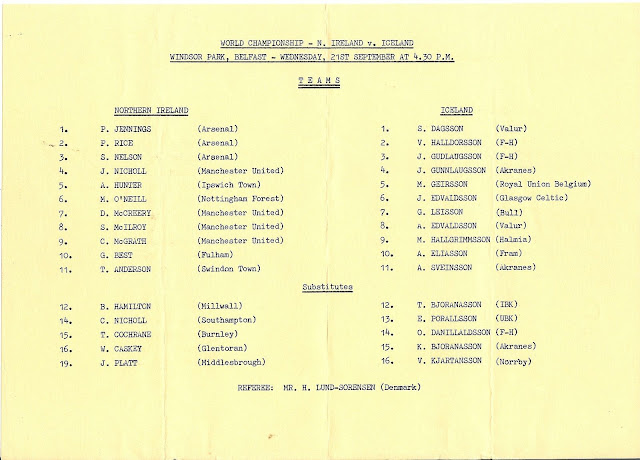 WORLD CHAMPIONSHIP - N. IRELAND v. ICELAND
WINDSOR PARK, BELFAST - WEDNESDAY, 21ST SEPTEMBER AT 4.30 P.M.
T E A M S
NORTHERN IRELAND ICELAND
1. P. JENNINGS (Arsenal) 1. S. DAGSSON (Valur)
2. P. RICE (Arsenal) 2. V. HALLDORSSON (F-H)
3. S. NELSON (Arsenal) 3. J. GUDLAUGSSON (F-H)
4. J. NICHOLL (Manchester United) 4. J. GUNNLAUGSSON (Akranes)
5. A. HUNTER (Ipswich Town) 5. M. GEIRSSON (Royal Union Belgium)
6. M. O'NEILL (Nottingham Forest) 6. J. EDVALDSSON (Glasgow Celtic)
7. D. McCREERY (Manchester United) 7. G. LEISSON (Bull)
8. S. McILROY (Manchester United) 8. A. EDVALDSSON (Valur)
9. C. McGRATH (Manchester United) 9. M. HALLGRIMMSSON (Halmia)
10. G. BEST (Fulham) 10. A. ELIASSON (Fram)
11. T. ANDERSON (Swindon Town) 11. A. SVEINSSON (Akranes)
Substitutes
12. B. HAMILTON (Millwall) 12. T. BJORANASSON (IBK)
14. C. NICHOLL (Southampton) 13. E. PORALLSSON (UBK)
15. T. COCHRANE (Burnley) 14. O. DANILLALDSSON (F-H)
16. W. CASKEY (Glentoran) 15. K. BJORANASSON (Akranes)
19. J. PLATT (Middlesbrough) 16. V. KJARTANSSON (Norrby)
REFEREE: MR. H. LUND-SORENSEN (Denmark)